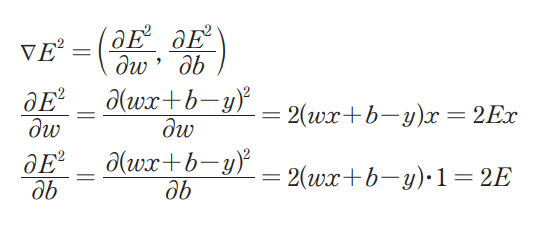 ∇E² = (∂E²/∂w, ∂E²/∂b)
∂E²/∂w = ∂(wx+b−y)²/∂w = 2(wx+b−y)x = 2Ex
∂E²/∂b = ∂(wx+b−y)²/∂b = 2(wx+b−y)·1 = 2E